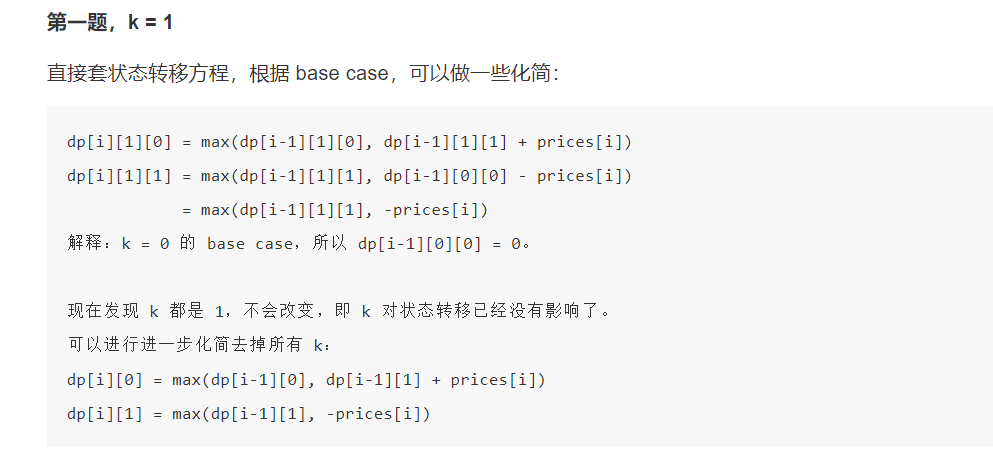 第一题，k = 1
直接套状态转移方程，根据 base case，可以做一些化简：
dp[i][1][0] = max(dp[i-1][1][0], dp[i-1][1][1] + prices[i])
dp[i][1][1] = max(dp[i-1][1][1], dp[i-1][0][0] - prices[i])
            = max(dp[i-1][1][1], -prices[i])
解释：k = 0 的 base case，所以 dp[i-1][0][0] = 0。
现在发现 k 都是 1，不会改变，即 k 对状态转移已经没有影响了。
可以进行进一步化简去掉所有 k：
dp[i][0] = max(dp[i-1][0], dp[i-1][1] + prices[i])
dp[i][1] = max(dp[i-1][1], -prices[i])